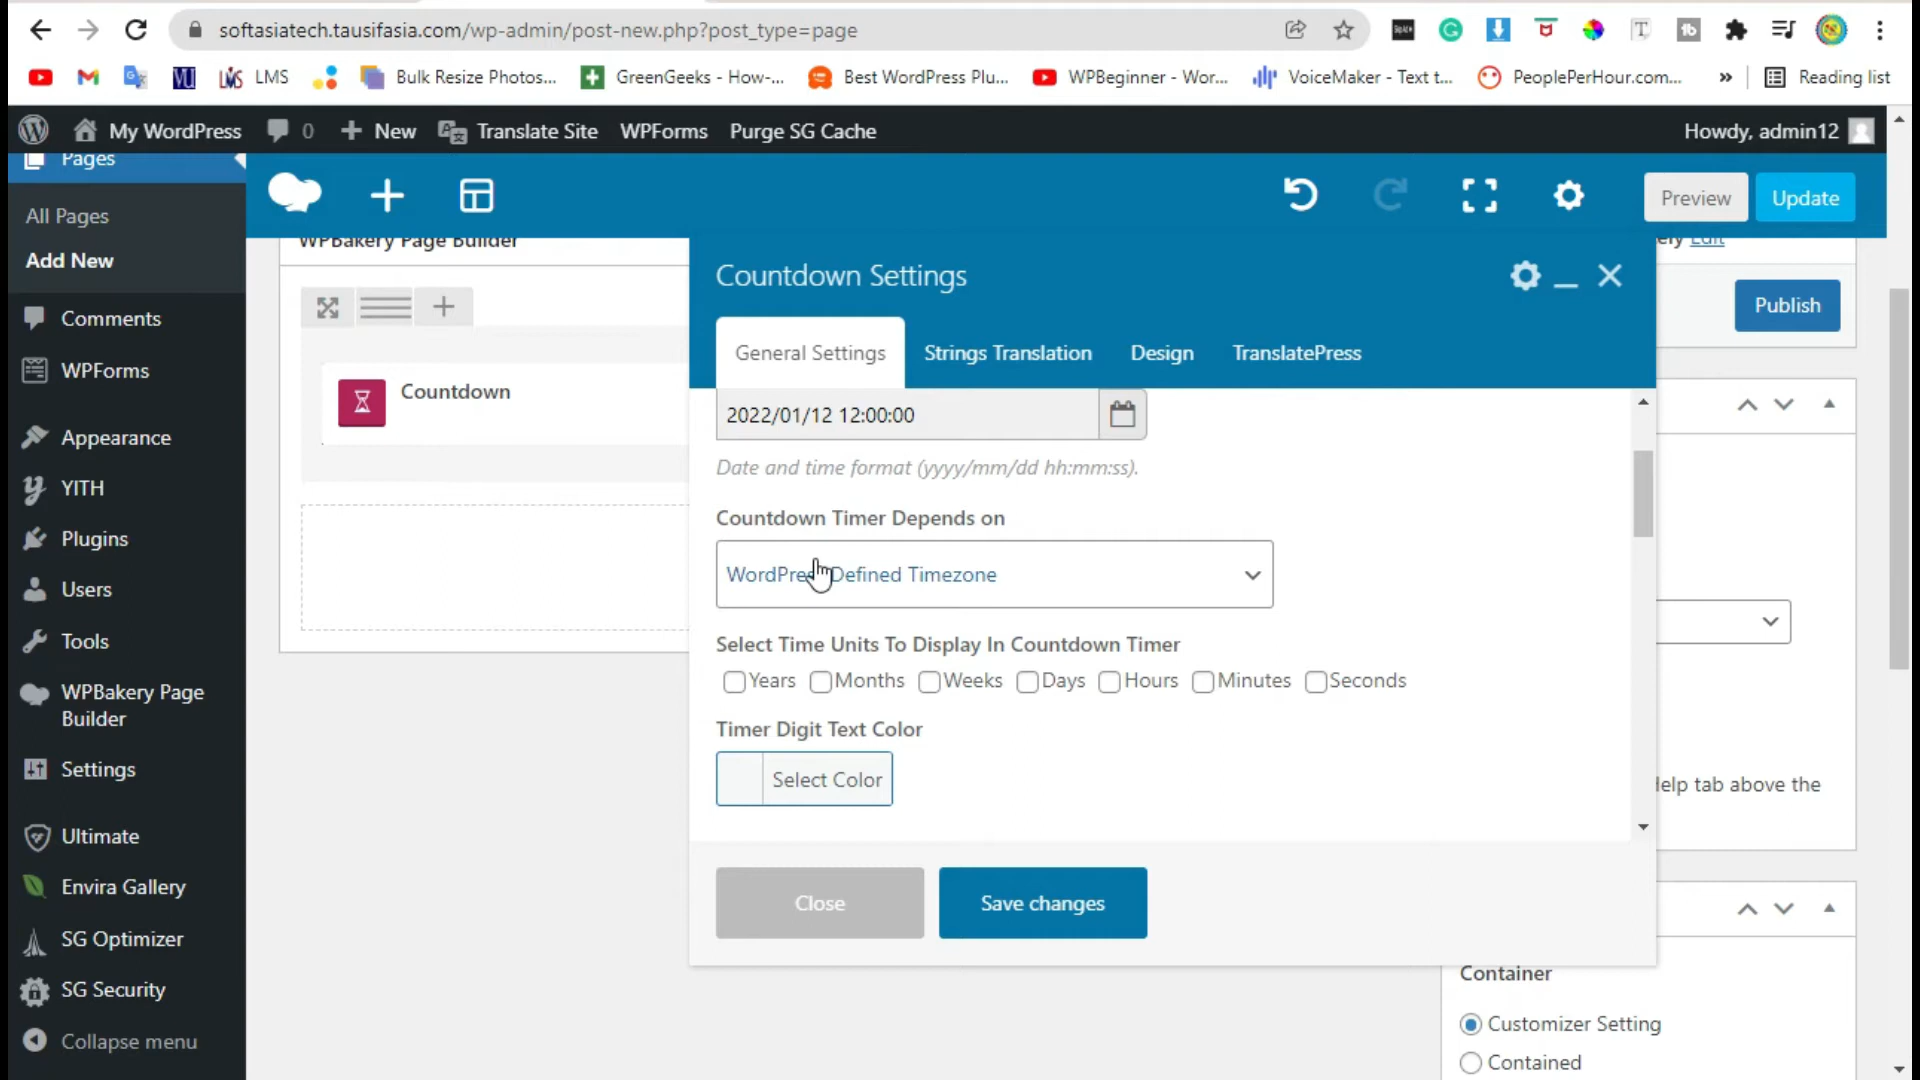 softasiatech.tausifasia.com/wp-admin/post-new.php?post_type=page
LMS
Bulk Resize Photos...
GreenGeeks - How-...
Best WordPress Plu...
WPBeginner - Wor...
VoiceMaker - Text t...
PeoplePerHour.com...
»
Reading list
My WordPress
0
New
Translate Site
WPForms
Purge SG Cache
Howdy, admin12
Pages
All Pages
Add New
Comments
WPForms
Appearance
YITH
Plugins
Users
Tools
WPBakery Page
Builder
Settings
Ultimate
Envira Gallery
SG Optimizer
SG Security
Collapse menu
Preview
Update
WPBakery Page Builder
Edit
Publish
Countdown
Countdown Settings
General Settings
Strings Translation
Design
TranslatePress
2022/01/12 12:00:00
Date and time format (yyyy/mm/dd hh:mm:ss).
Countdown Timer Depends on
WordPress Defined Timezone
Select Time Units To Display In Countdown Timer
Years Months Weeks Days Hours Minutes Seconds
Timer Digit Text Color
Select Color
Close
Save changes
Help tab above the
Container
Customizer Setting
Contained